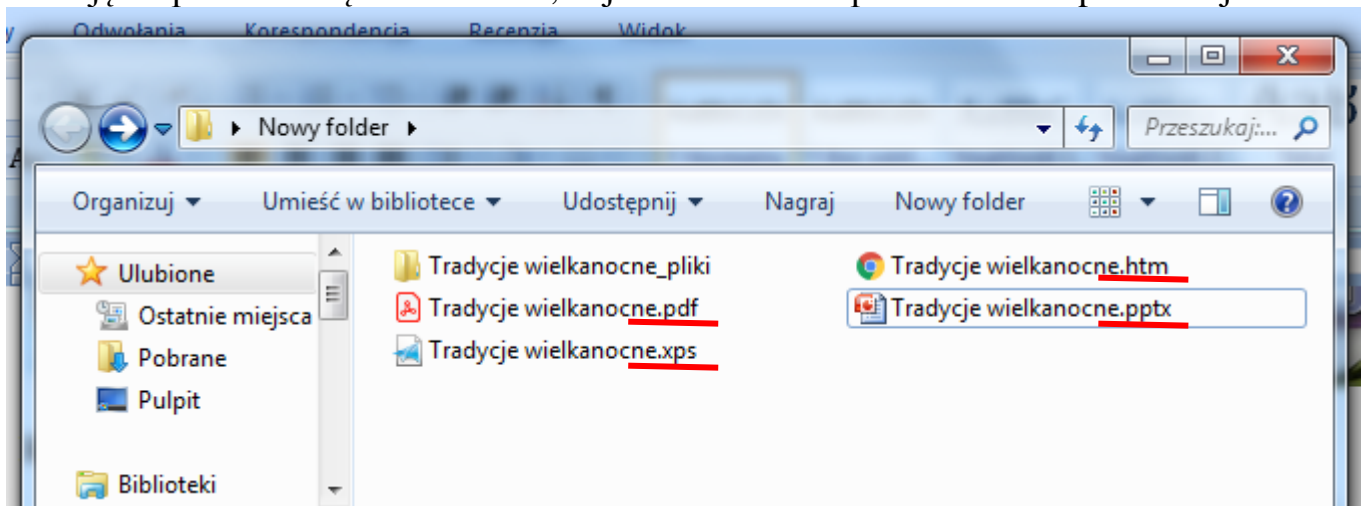 Odwołania Korespondencja Recenzja Widok
Nowy folder
Przeszukaj:...
Organizuj Umieść w bibliotece Udostępnij Nagraj Nowy folder
Ulubione
Ostatnie miejsca
Pobrane
Pulpit
Biblioteki
Tradycje wielkanocne_pliki
Tradycje wielkanocne.pdf
Tradycje wielkanocne.xps
Tradycje wielkanocne.htm
Tradycje wielkanocne.pptx